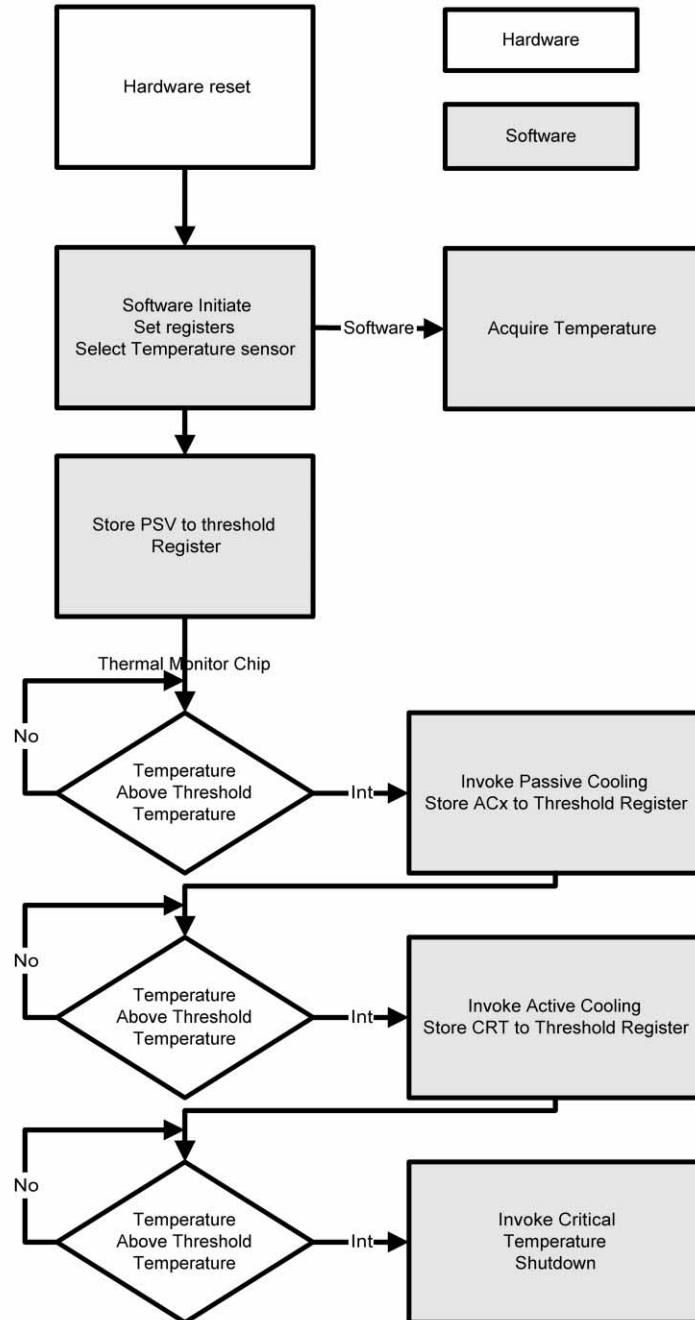 Hardware reset
Hardware
Software
Software Initiate
Set registers
Select Temperature sensor
Software
Acquire Temperature
Store PSV to threshold
Register
Thermal Monitor Chip
No
Temperature
Above Threshold
Temperature
Int
Invoke Passive Cooling
Store ACx to Threshold Register
No
Temperature
Above Threshold
Temperature
Int
Invoke Active Cooling
Store CRT to Threshold Register
No
Temperature
Above Threshold
Temperature
Int
Invoke Critical
Temperature
Shutdown